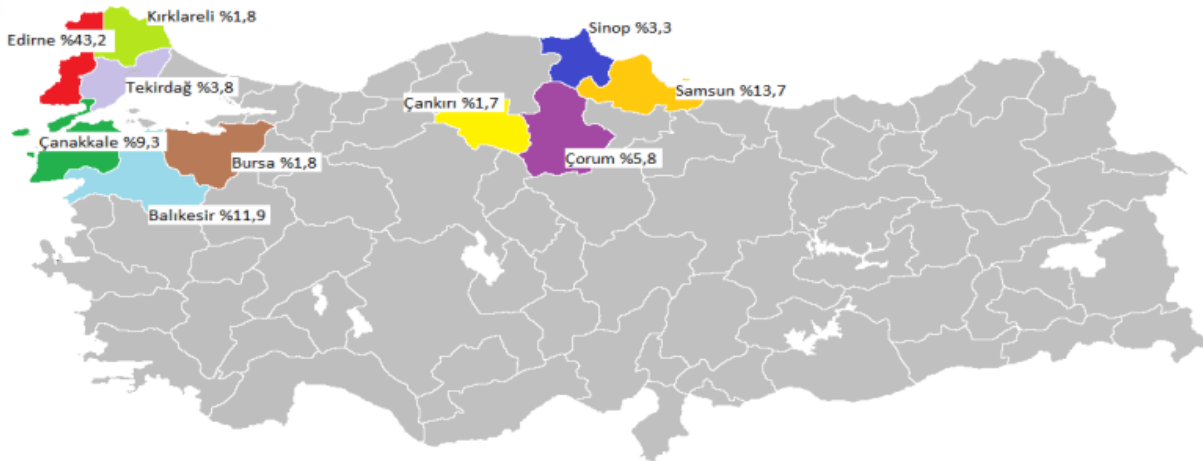 Kırklareli %1,8
Edirne %43,2
Tekirdağ %3,8
Çanakkale %9,3
Bursa %1,8
Balıkesir %11,9
Sinop %3,3
Samsun %13,7
Çankırı %1,7
Çorum %5,8